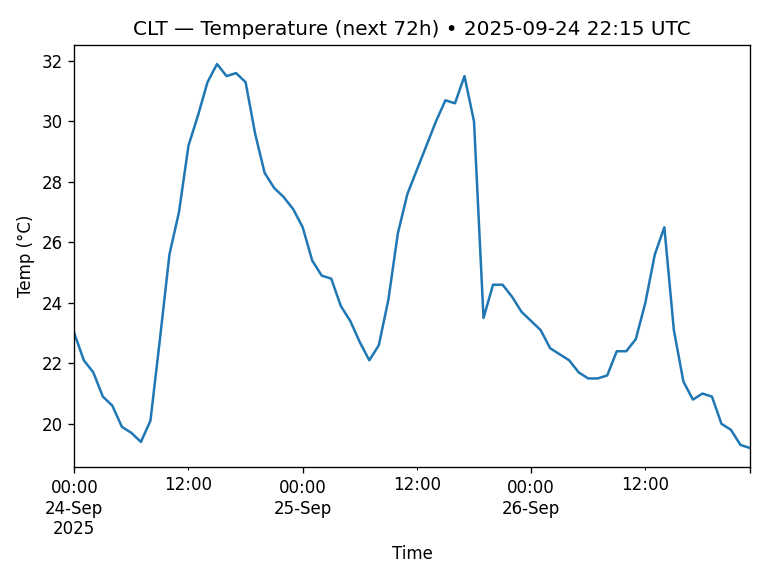 CLT — Temperature (next 72h) • 2025-09-24 22:15 UTC
32
30
28
26
24
22
20
Temp (°C)
00:00 12:00 00:00 12:00 00:00 12:00
24-Sep 25-Sep 26-Sep
2025
Time